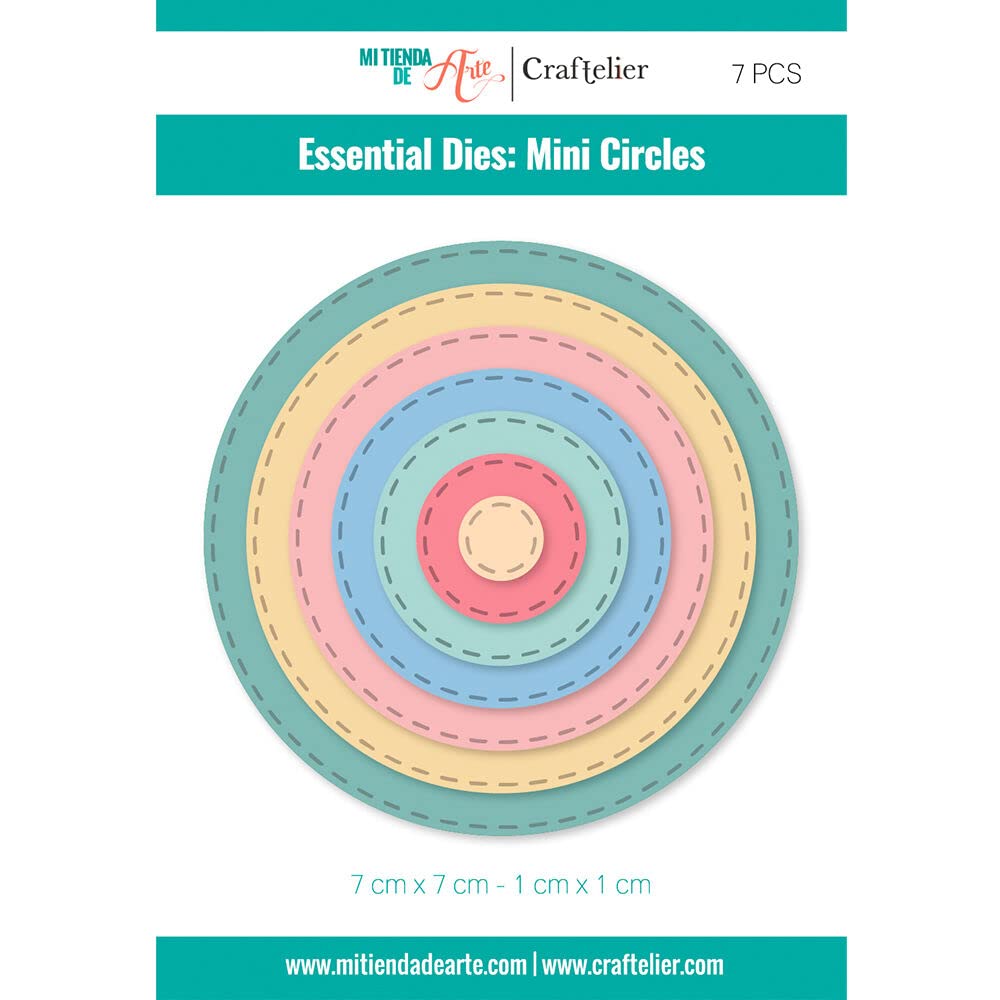 MI TIENDA
DE Arte | Craftelier
7 PCS
Essential Dies: Mini Circles
7 cm x 7 cm - 1 cm x 1 cm
www.mitiendadearte.com | www.craftelier.com